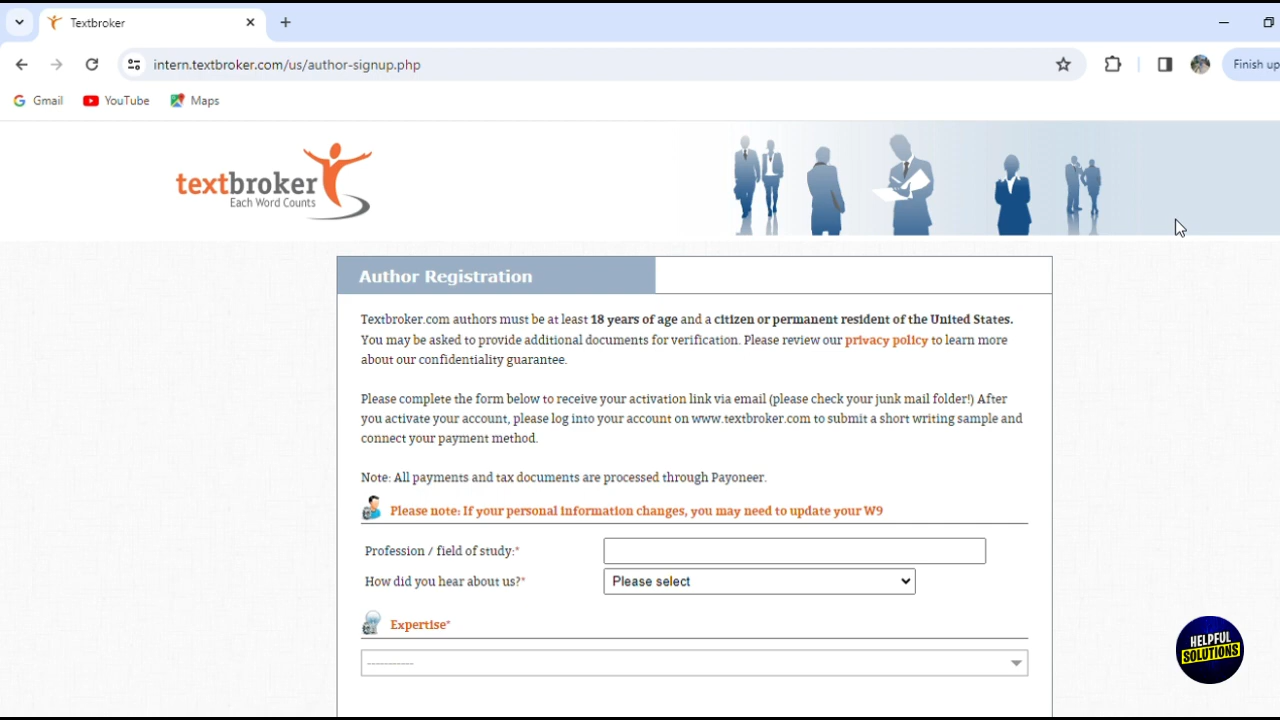 Textbroker
intern.textbroker.com/us/author-signup.php
Finish up
Gmail
YouTube
Maps
textbroker
Each Word Counts
Author Registration
Textbroker.com authors must be at least 18 years of age and a citizen or permanent resident of the United States.
You may be asked to provide additional documents for verification. Please review our privacy policy to learn more
about our confidentiality guarantee.
Please complete the form below to receive your activation link via email (please check your junk mail folder!) After
you activate your account, please log into your account on www.textbroker.com to submit a short writing sample and
connect your payment method.
Note: All payments and tax documents are processed through Payoneer.
Please note: If your personal information changes, you may need to update your W9
Profession / field of study:*
How did you hear about us?*
Please select
Expertise*
-----------
HELPFUL
SOLUTIONS